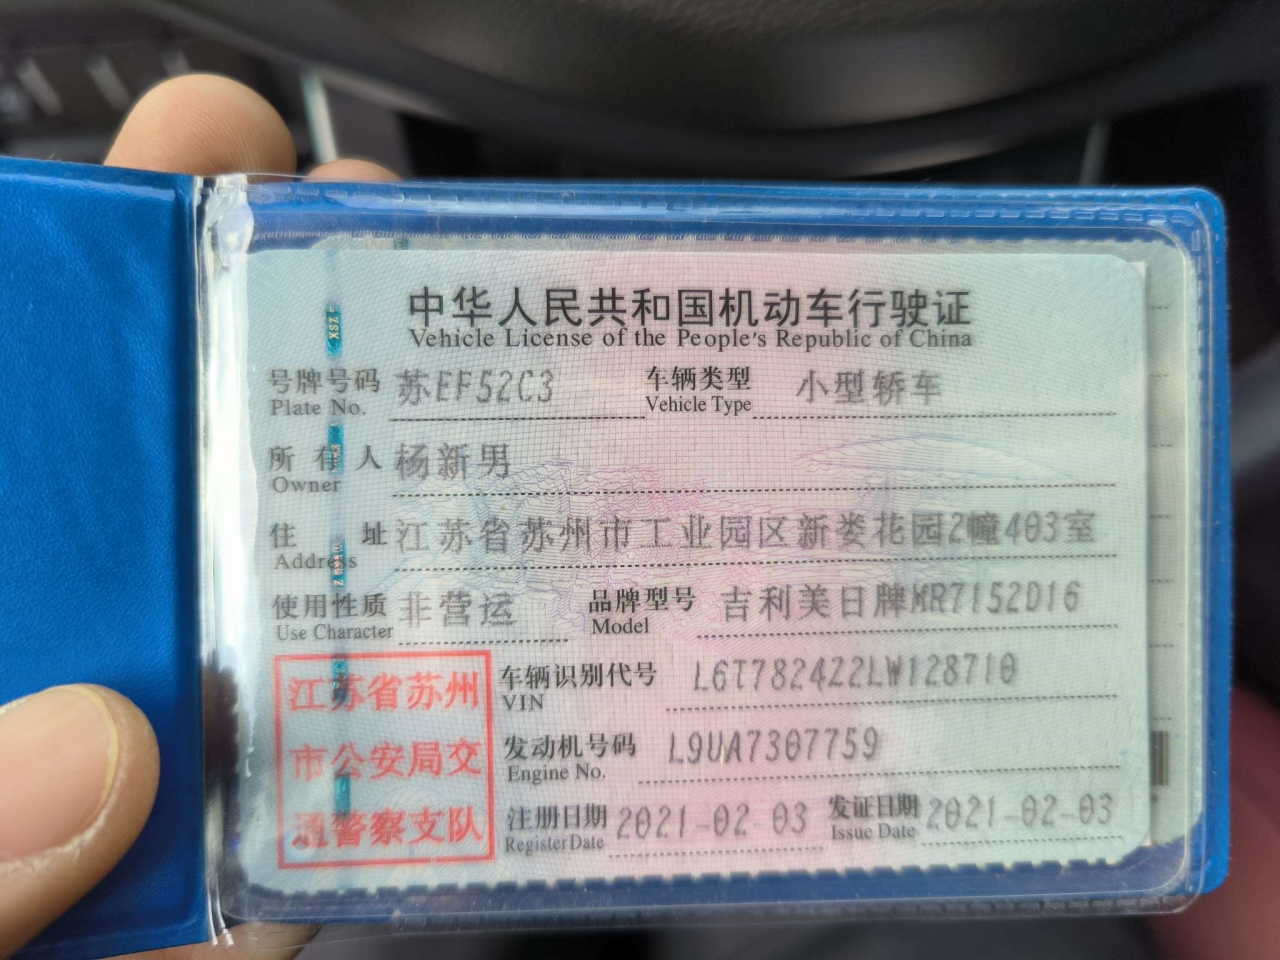 中华人民共和国机动车行驶证
Vehicle License of the People's Republic of China
号牌号码 苏EF52C3 车辆类型 小型轿车
Plate No. Vehicle Type
所有人 杨新男
Owner
住址 江苏省苏州市工业园区新娄花园2幢403室
Address
使用性质 非营运 品牌型号 吉利美日牌MR7152D16
Use Character Model
江苏省苏州
市公安局交
通警察支队
车辆识别代号 L6T7824Z2LW128710
VIN
发动机号码 L9UA7307759
Engine No.
注册日期 2021-02-03 发证日期 2021-02-03
Register Date Issue Date
XSZ